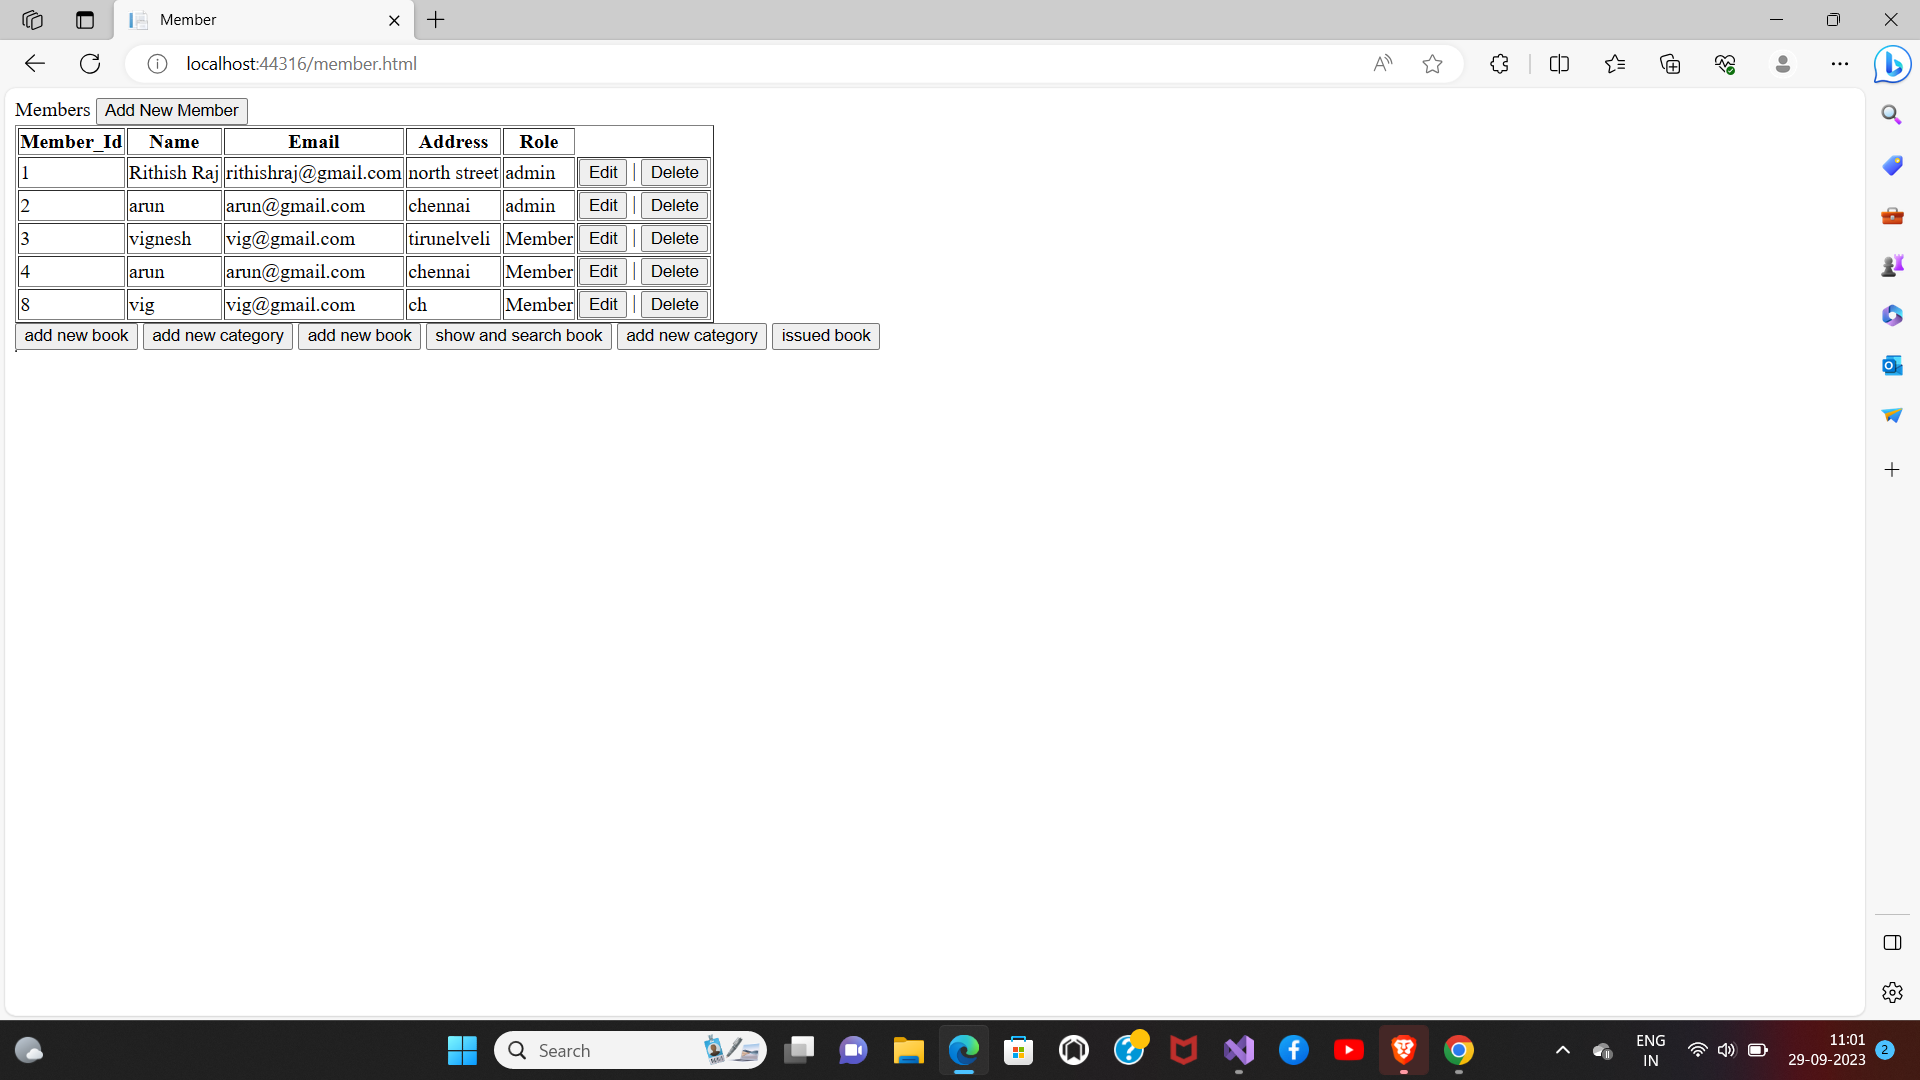 Member
localhost:44316/member.html
Members Add New Member
Member_Id Name Email Address Role
1 Rithish Raj rithishraj@gmail.com north street admin Edit | Delete
2 arun arun@gmail.com chennai admin Edit | Delete
3 vignesh vig@gmail.com tirunelveli Member Edit | Delete
4 arun arun@gmail.com chennai Member Edit | Delete
8 vig vig@gmail.com ch Member Edit | Delete
add new book add new category add new book show and search book add new category issued book
Search
ENG
IN
11:01
29-09-2023
2